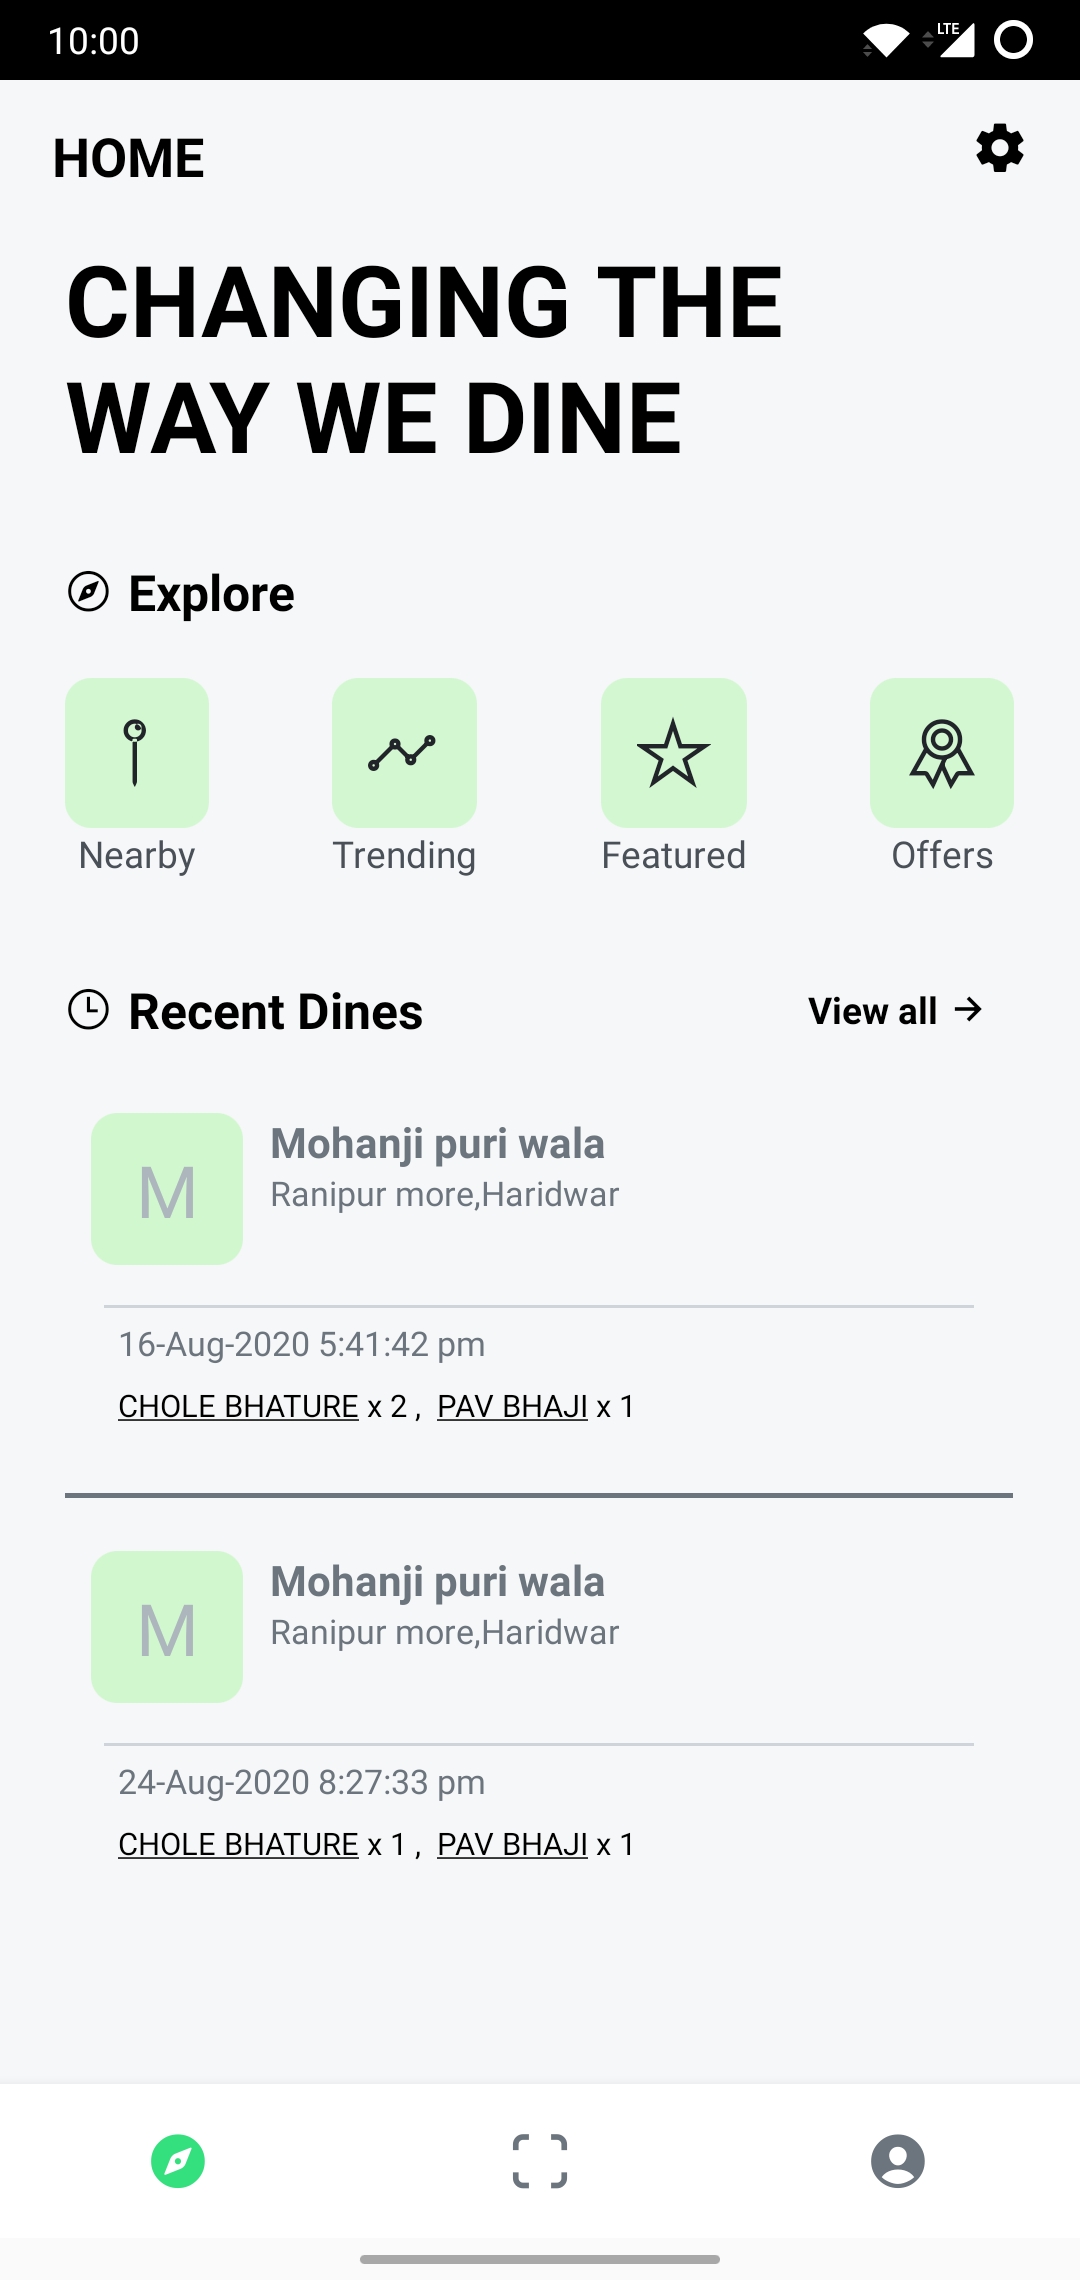 10:00 LTE
HOME
CHANGING THE
WAY WE DINE
Explore
Nearby Trending Featured Offers
Recent Dines View all →
M Mohanji puri wala
Ranipur more,Haridwar
16-Aug-2020 5:41:42 pm
CHOLE BHATURE x 2 , PAV BHAJI x 1
M Mohanji puri wala
Ranipur more,Haridwar
24-Aug-2020 8:27:33 pm
CHOLE BHATURE x 1 , PAV BHAJI x 1